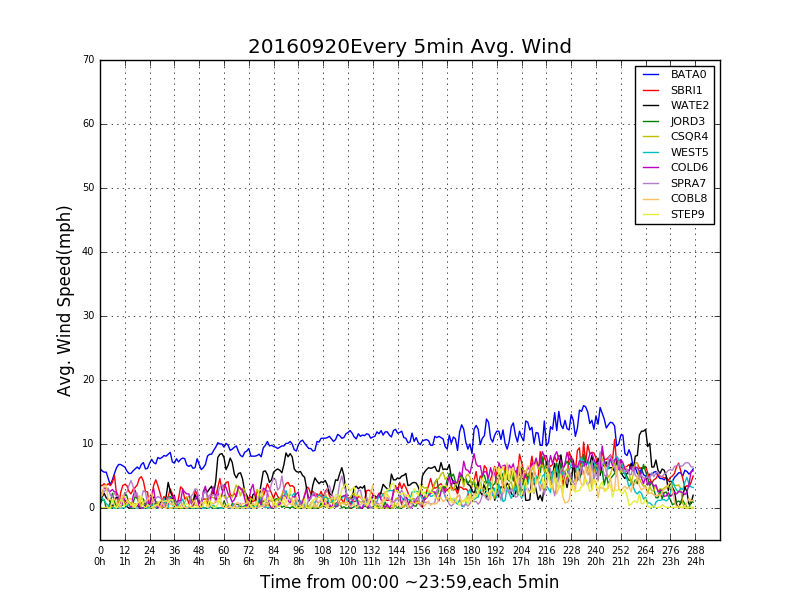 20160920Every 5min Avg. Wind
70
60
50
40
30
20
10
0
Avg. Wind Speed(mph)
BATA0
SBRI1
WATE2
JORD3
CSQR4
WEST5
COLD6
SPRA7
COBL8
STEP9
0 12 24 36 48 60 72 84 96 108 120 132 144 156 168 180 192 204 216 228 240 252 264 276 288
0h 1h 2h 3h 4h 5h 6h 7h 8h 9h 10h 11h 12h 13h 14h 15h 16h 17h 18h 19h 20h 21h 22h 23h 24h
Time from 00:00 ~23:59,each 5min